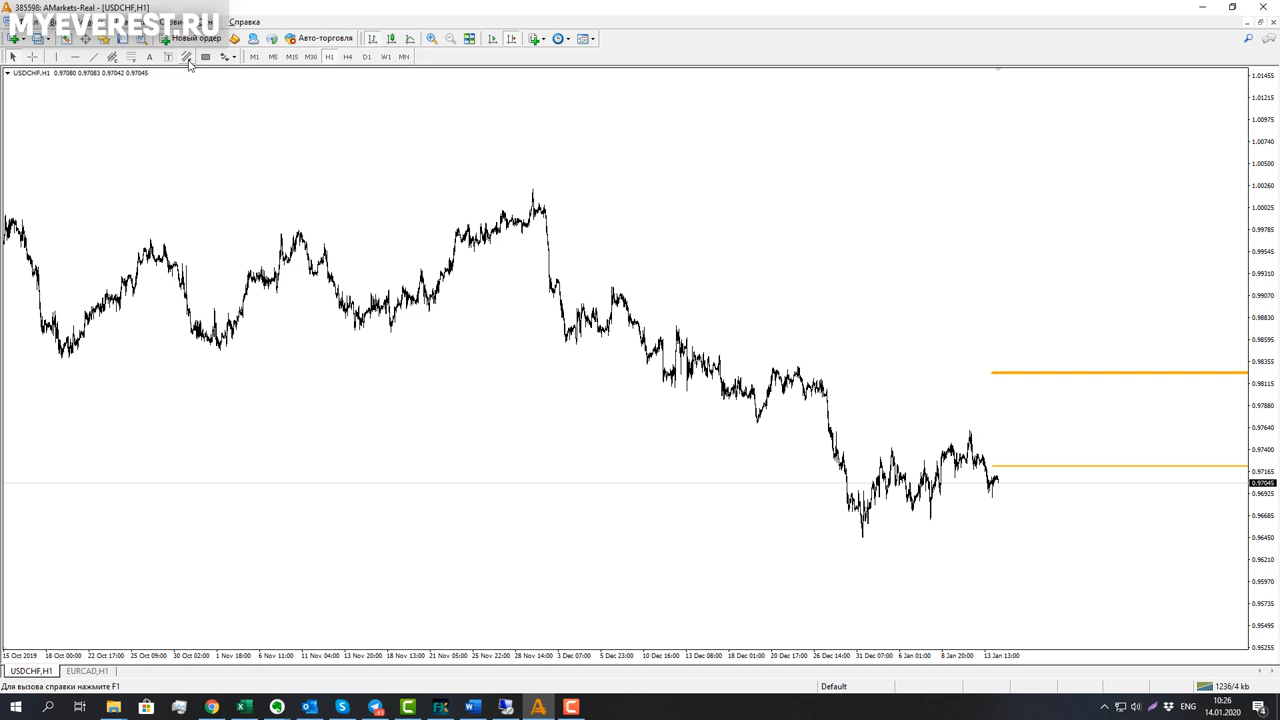 385598: AMarkets-Real - [USDCHF,H1]
MYEVEREST.RU
Справка
Новый ордер
Авто-торговля
A
T
M1 M5 M15 M30 H1 H4 D1 W1 MN
USDCHF,H1 0.97080 0.97083 0.97042 0.97045
1.01455
1.01215
1.00975
1.00740
1.00500
1.00260
1.00025
0.99785
0.99545
0.99310
0.99070
0.98830
0.98595
0.98355
0.98115
0.97880
0.97640
0.97400
0.97165
0.97045
0.96925
0.96685
0.96450
0.96210
0.95970
0.95735
0.95495
0.95255
15 Oct 2019 18 Oct 00:00 22 Oct 17:00 25 Oct 09:00 30 Oct 02:00 1 Nov 18:00 6 Nov 11:00 11 Nov 04:00 13 Nov 20:00 18 Nov 13:00 21 Nov 05:00 25 Nov 22:00 28 Nov 14:00 3 Dec 07:00 5 Dec 23:00 10 Dec 16:00 13 Dec 08:00 18 Dec 01:00 20 Dec 17:00 26 Dec 14:00 31 Dec 07:00 6 Jan 01:00 8 Jan 20:00 13 Jan 13:00
USDCHF,H1 EURCAD,H1
Для вызова справки нажмите F1
Default
1236/4 kb
ENG
10:26
14.01.2020